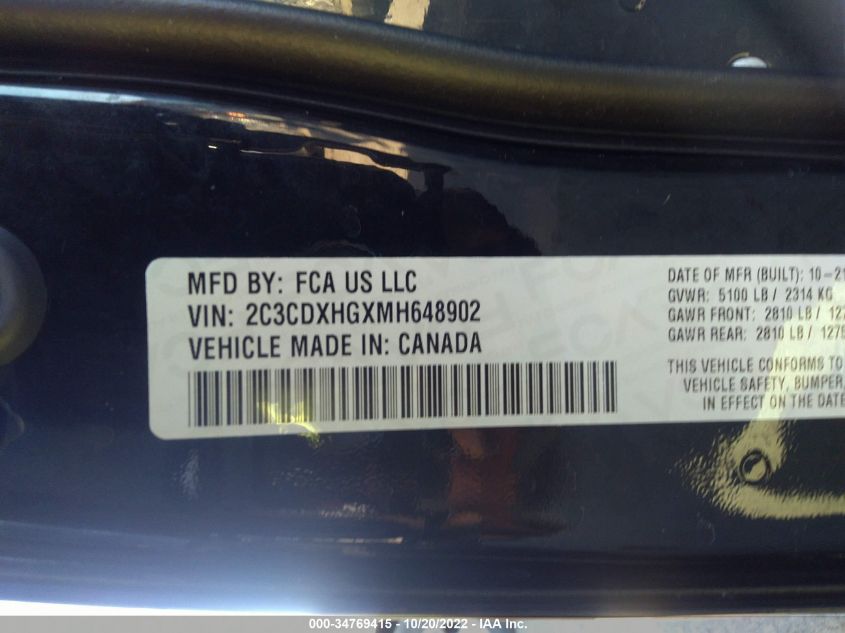 MFD BY: FCA US LLC
VIN: 2C3CDXHGXMH648902
VEHICLE MADE IN: CANADA
DATE OF MFR (BUILT): 10-21
GVWR: 5100 LB / 2314 KG
GAWR FRONT: 2810 LB / 127
GAWR REAR: 2810 LB / 1275
THIS VEHICLE CONFORMS TO
VEHICLE SAFETY, BUMPER,
IN EFFECT ON THE DATE
000-34769415 - 10/20/2022 - IAA Inc.